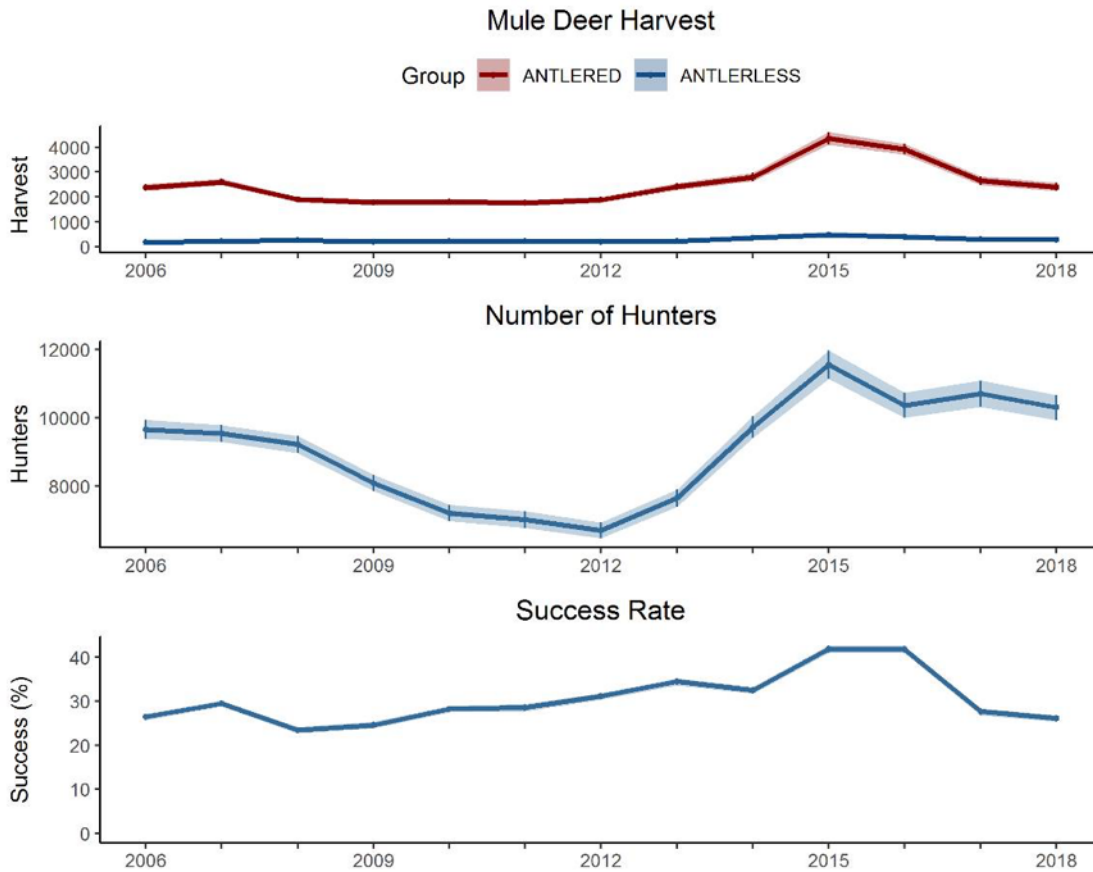 Mule Deer Harvest
Group ANTLERED ANTLERLESS
Harvest
4000
3000
2000
1000
0
2006 2009 2012 2015 2018
Number of Hunters
Hunters
12000
10000
8000
2006 2009 2012 2015 2018
Success Rate
Success (%)
40
30
20
10
0
2006 2009 2012 2015 2018